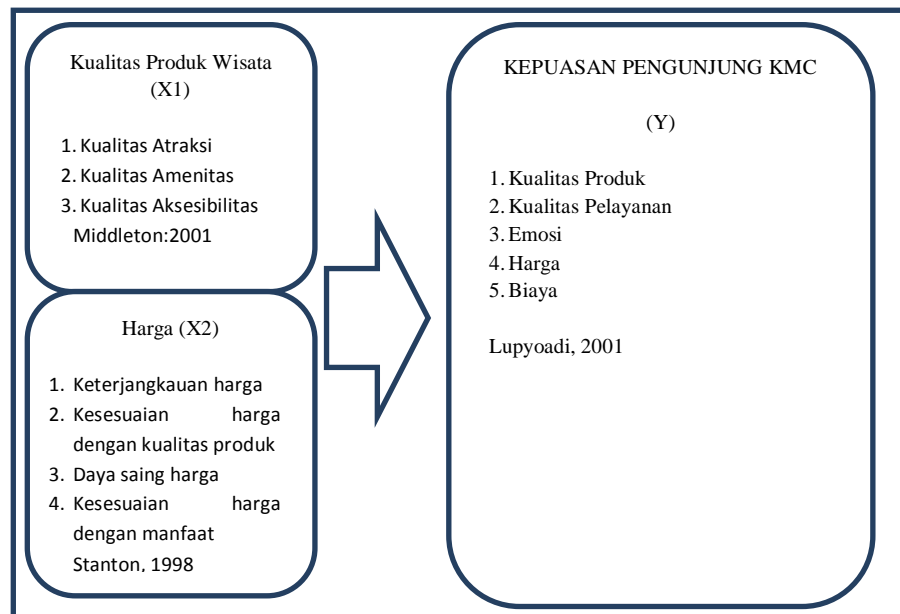 Kualitas Produk Wisata
(X1)
1. Kualitas Atraksi
2. Kualitas Amenitas
3. Kualitas Aksesibilitas
Middleton:2001
Harga (X2)
1. Keterjangkauan harga
2. Kesesuaian harga
dengan kualitas produk
3. Daya saing harga
4. Kesesuaian harga
dengan manfaat
Stanton, 1998
KEPUASAN PENGUNJUNG KMC
(Y)
1. Kualitas Produk
2. Kualitas Pelayanan
3. Emosi
4. Harga
5. Biaya
Lupyoadi, 2001